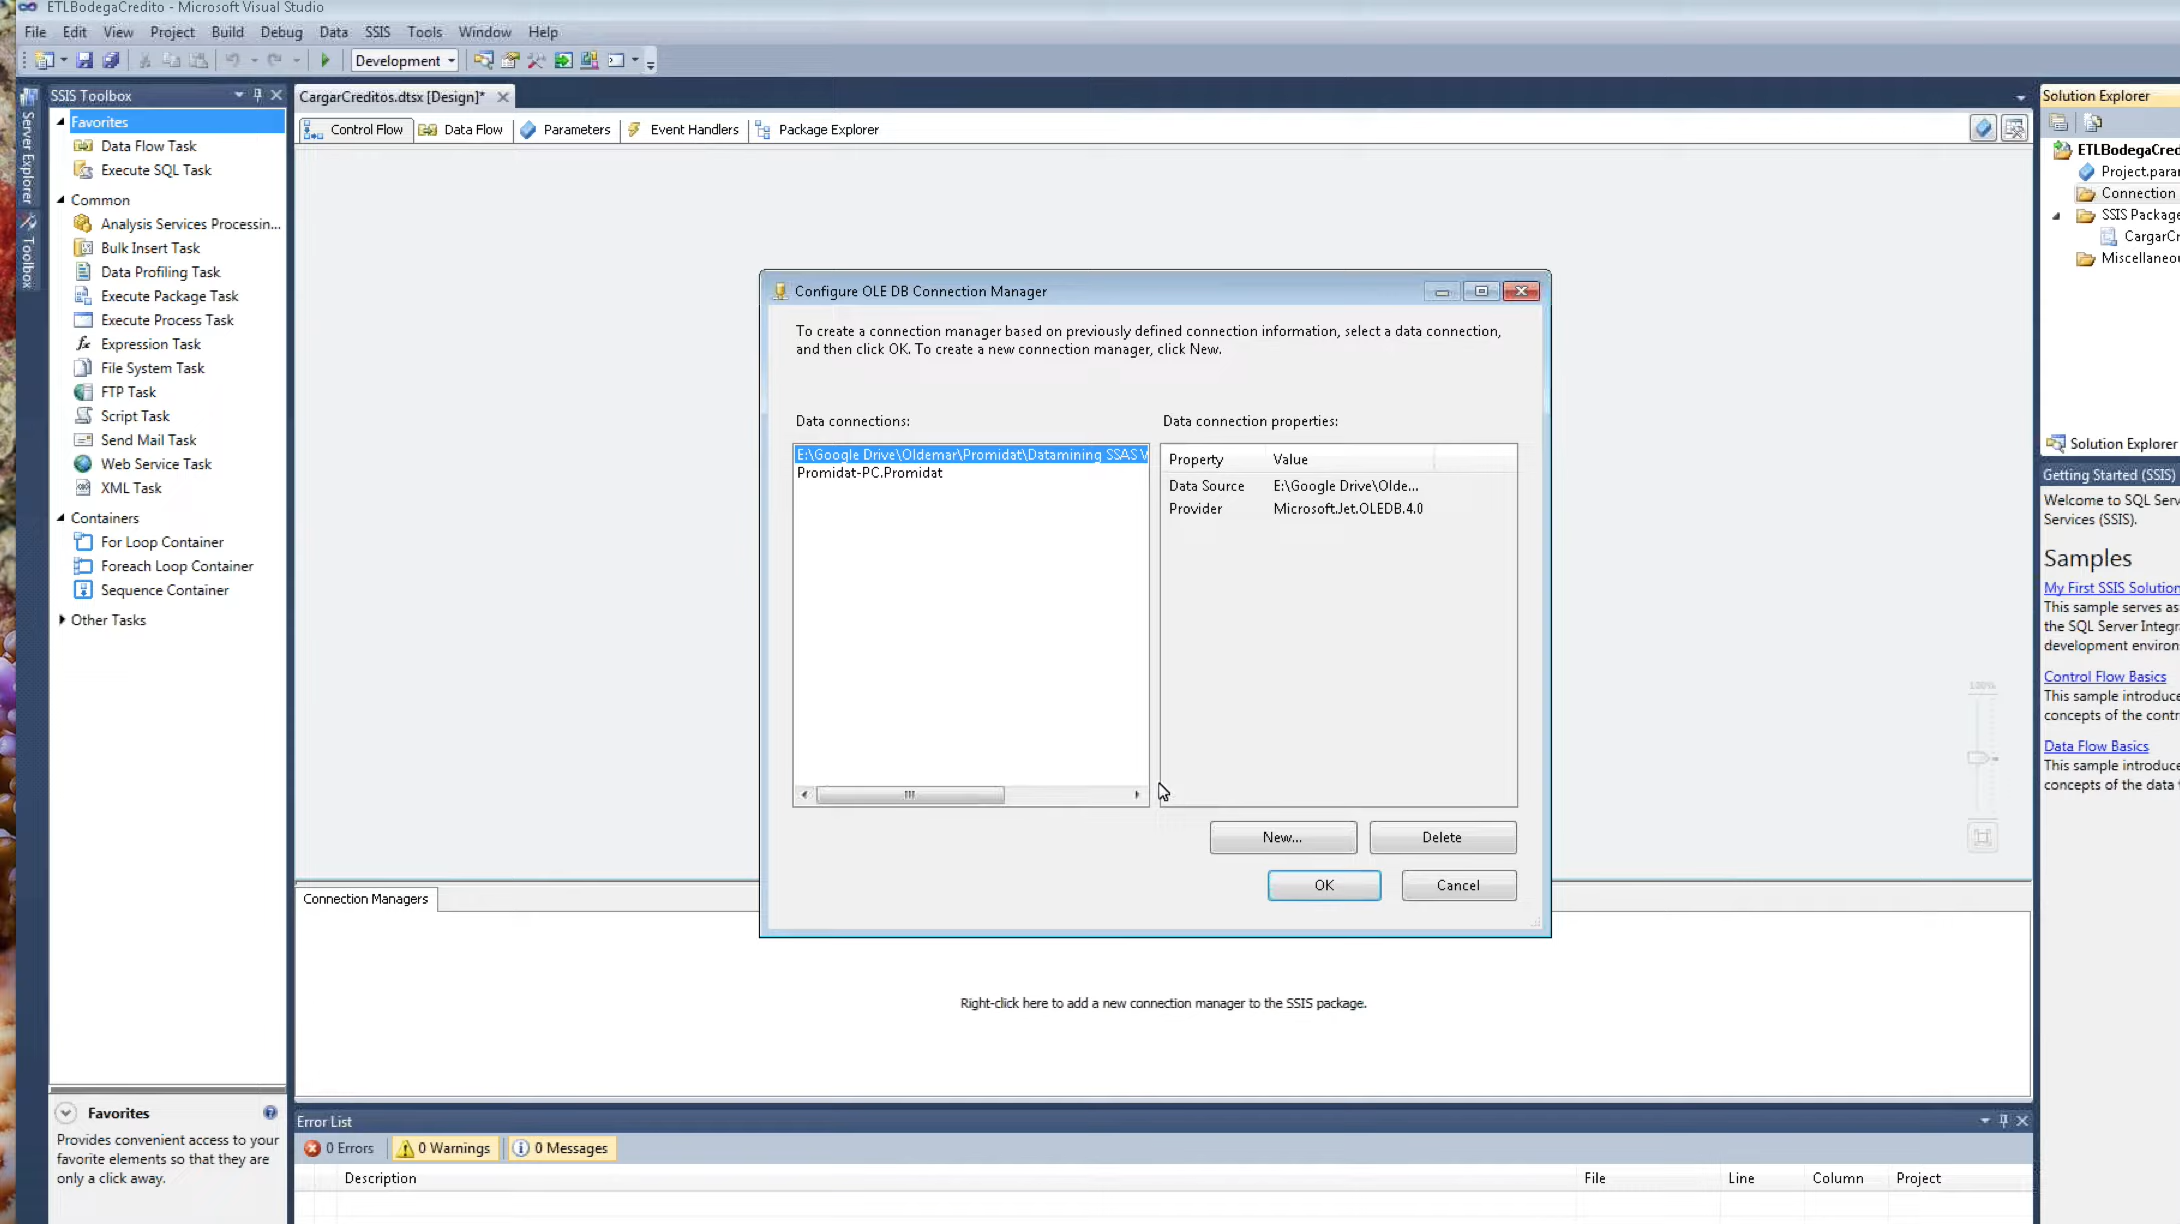 ETLBodegaCredito - Microsoft Visual Studio
File Edit View Project Build Debug Data SSIS Tools Window Help
Development
SSIS Toolbox
CargarCreditos.dtsx [Design]*
Solution Explorer
Server Explorer
Toolbox
Favorites
Data Flow Task
Execute SQL Task
Common
Analysis Services Processin...
Bulk Insert Task
Data Profiling Task
Execute Package Task
Execute Process Task
Expression Task
File System Task
FTP Task
Script Task
Send Mail Task
Web Service Task
XML Task
Containers
For Loop Container
Foreach Loop Container
Sequence Container
Other Tasks
Control Flow Data Flow Parameters Event Handlers Package Explorer
Configure OLE DB Connection Manager
To create a connection manager based on previously defined connection information, select a data connection,
and then click OK. To create a new connection manager, click New.
Data connections:
E:\Google Drive\Oldemar\Promidat\Datamining SSAS V
Promidat-PC.Promidat
Data connection properties:
Property Value
Data Source E:\Google Drive\Olde...
Provider Microsoft.Jet.OLEDB.4.0
New... Delete
OK Cancel
100%
Connection Managers
Right-click here to add a new connection manager to the SSIS package.
ETLBodegaCred
Project.para
Connection
SSIS Package
CargarCr
Miscellaneou
Solution Explorer
Getting Started (SSIS)
Welcome to SQL Serv
Services (SSIS).
Samples
My First SSIS Solution
This sample serves as
the SQL Server Integra
development environ
Control Flow Basics
This sample introduce
concepts of the contr
Data Flow Basics
This sample introduce
concepts of the data
Favorites
Provides convenient access to your
favorite elements so that they are
only a click away.
Error List
0 Errors 0 Warnings 0 Messages
Description File Line Column Project